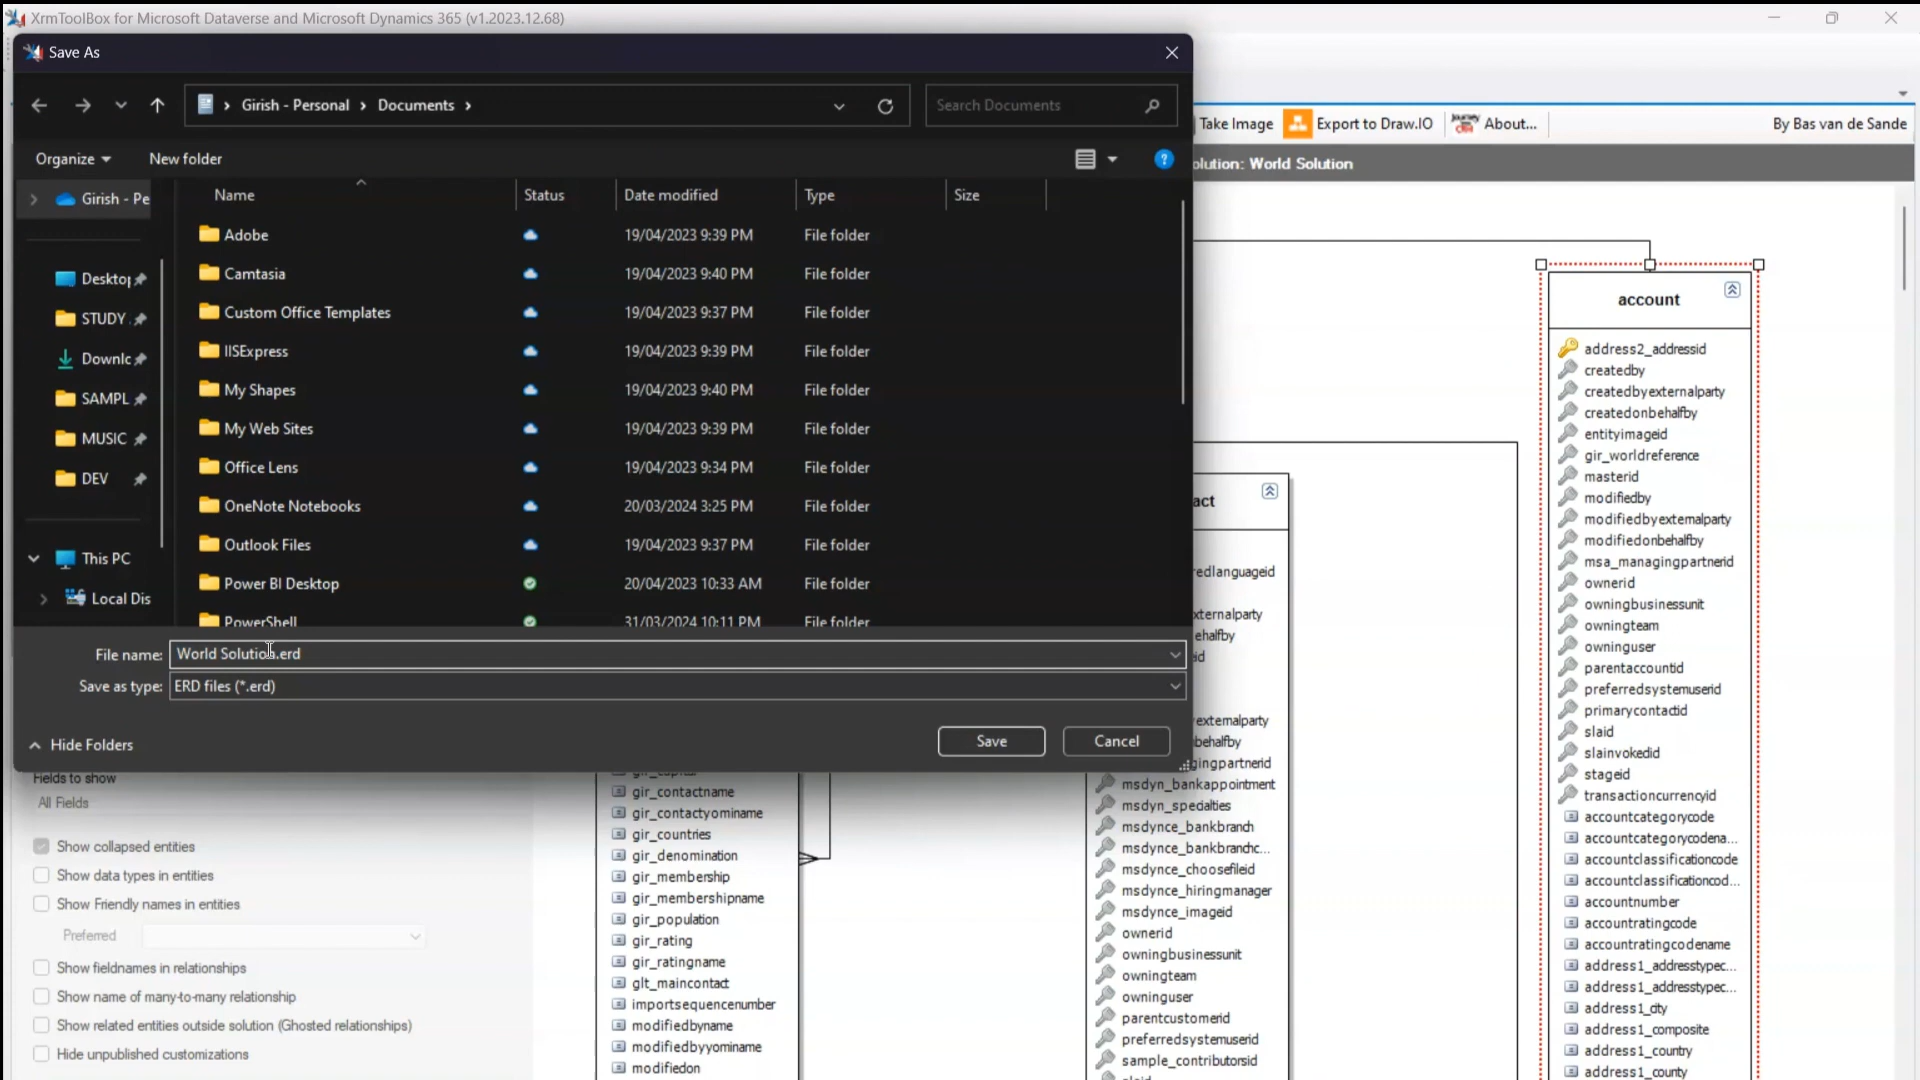 XrmToolBox for Microsoft Dataverse and Microsoft Dynamics 365 (v1.2023.12.68)
Save As
Girish - Personal > Documents >
Search Documents
Take Image
Export to Draw.IO
About...
By Bas van de Sande
Organize
New folder
olution: World Solution
Girish - Pe
Name
Status
Date modified
Type
Size
Adobe 19/04/2023 9:39 PM File folder
Camtasia 19/04/2023 9:40 PM File folder
Custom Office Templates 19/04/2023 9:37 PM File folder
IISExpress 19/04/2023 9:39 PM File folder
My Shapes 19/04/2023 9:40 PM File folder
My Web Sites 19/04/2023 9:39 PM File folder
Office Lens 19/04/2023 9:34 PM File folder
OneNote Notebooks 20/03/2024 3:25 PM File folder
Outlook Files 19/04/2023 9:37 PM File folder
Power BI Desktop 20/04/2023 10:33 AM File folder
PowerShell 31/03/2024 10:11 PM File folder
Desktop
STUDY
Downlc
SAMPL
MUSIC
DEV
This PC
Local Dis
File name: World Solution.erd
Save as type: ERD files (*.erd)
Hide Folders
Save
Cancel
Fields to show
All Fields
Show collapsed entities
Show data types in entities
Show Friendly names in entities
Preferred
Show fieldnames in relationships
Show name of many-to-many relationship
Show related entities outside solution (Ghosted relationships)
Hide unpublished customizations
gir_contactname
gir_contactyominame
gir_countries
gir_denomination
gir_membership
gir_membershipname
gir_population
gir_rating
gir_ratingname
glt_maincontact
importsequencenumber
modifiedbyname
modifiedbyyominame
modifiedon
act
redlanguageid
xternalparty
ehalfby
id
externalparty
behalfby
gingpartnerid
msdyn_bankappointment
msdyn_specialties
msdynce_bankbranch
msdynce_bankbranchc...
msdynce_choosefileid
msdynce_hiringmanager
msdynce_imageid
ownerid
owningbusinessunit
owningteam
owninguser
parentcustomerid
preferredsystemuserid
sample_contributorsid
slaid
account
address2_addressid
createdby
createdbyexternalparty
createdonbehalfby
entityimageid
gir_worldreference
masterid
modifiedby
modifiedbyexternalparty
modifiedonbehalfby
msa_managingpartnerid
ownerid
owningbusinessunit
owningteam
owninguser
parentaccountid
preferredsystemuserid
primarycontactid
slaid
slainvokedid
stageid
transactioncurrencyid
accountcategorycode
accountcategorycodena...
accountclassificationcode
accountclassificationcod...
accountnumber
accountratingcode
accountratingcodename
address1_addresstypec...
address1_addresstypec...
address1_city
address1_composite
address1_country
address1_county